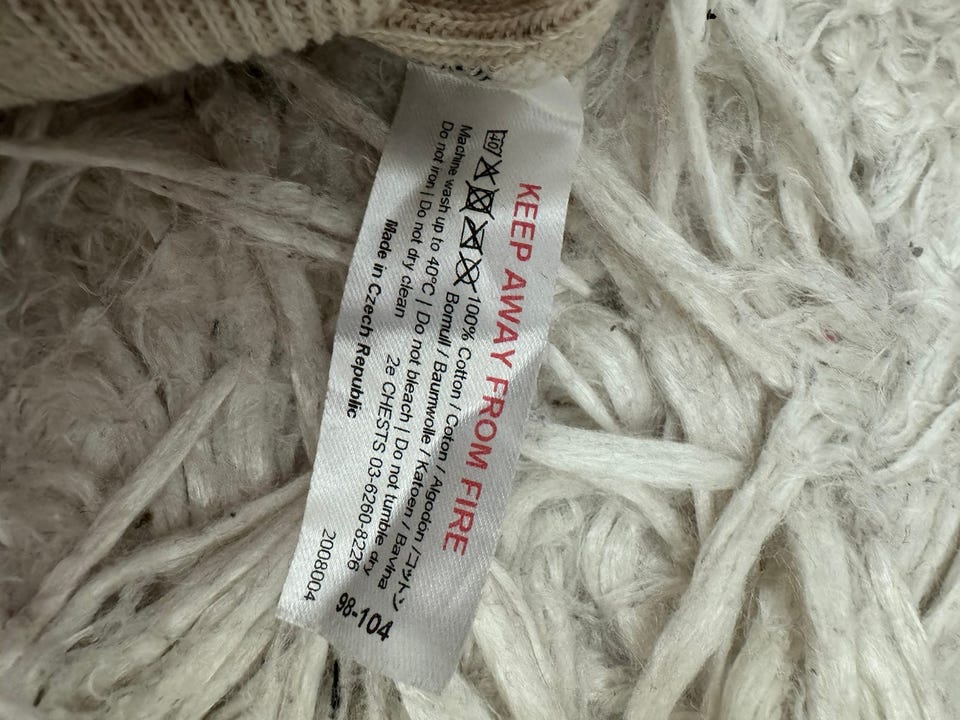 KEEP AWAY FROM FIRE
40
100% Cotton / Coton / Algodon / コットン
Bomull / Baumwolle / Katoen / Bavlna
Machine wash up to 40°C | Do not bleach | Do not tumble dry
Do not iron | Do not dry clean
2e CHESTS 03-6260-8226
98-104
Made in Czech Republic
2008004